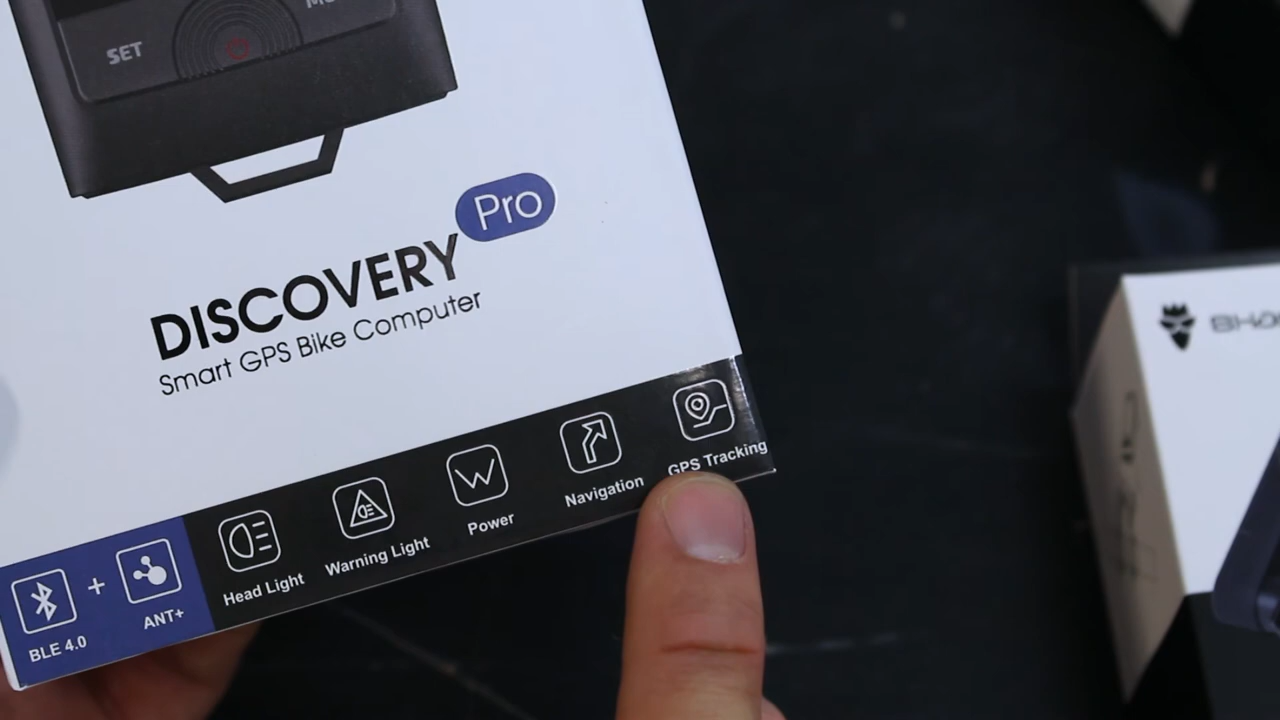 SET
Pro
DISCOVERY
Smart GPS Bike Computer
BLE 4.0
+
ANT+
Head Light
Warning Light
Power
Navigation
GPS Tracking